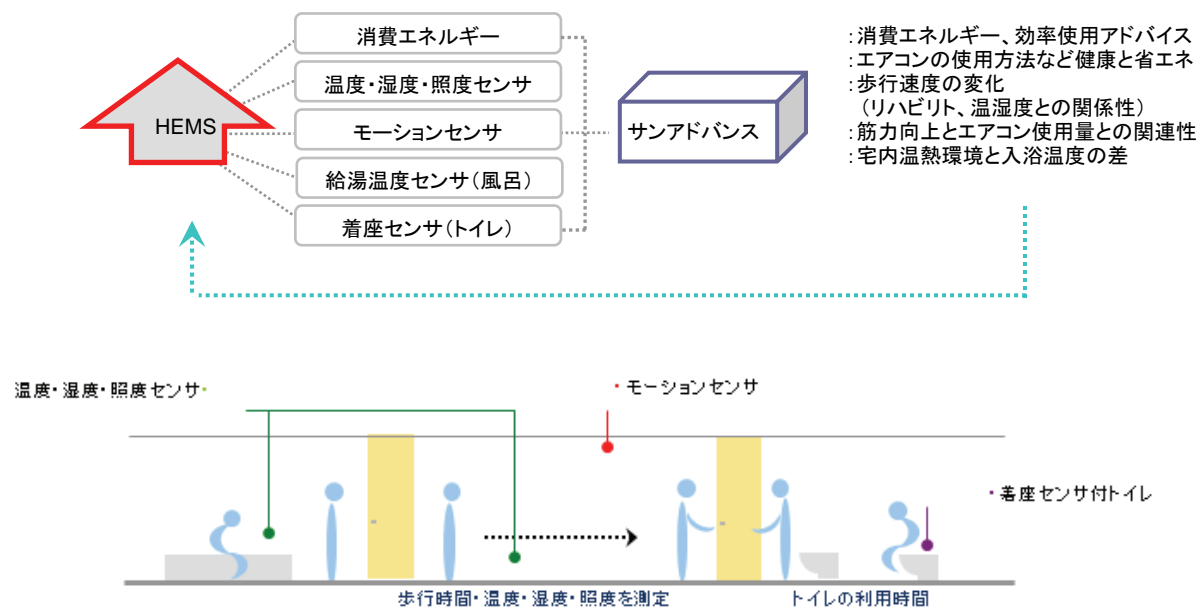 消費エネルギー
温度・湿度・照度センサ
HEMS
モーションセンサ
給湯温度センサ（風呂）
着座センサ（トイレ）
サンアドバンス
：消費エネルギー、効率使用アドバイス
：エアコンの使用方法など健康と省エネ
：歩行速度の変化
（リハビリト、温湿度との関係性）
：筋力向上とエアコン使用量との関連性
：宅内温熱環境と入浴温度の差
温度・湿度・照度センサ・
・モーションセンサ
・着座センサ付トイレ
歩行時間・温度・湿度・照度を測定
トイレの利用時間